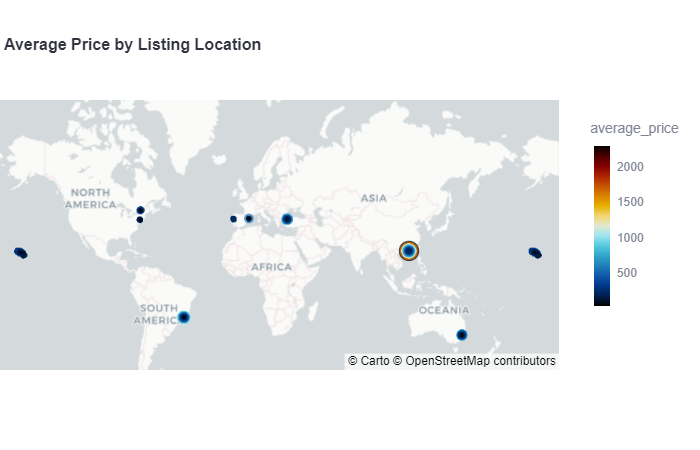 Average Price by Listing Location
average_price
2000
1500
1000
500
NORTH
AMERICA
ASIA
AFRICA
SOUTH
AMERIC
OCEANIA
© Carto © OpenStreetMap contributors